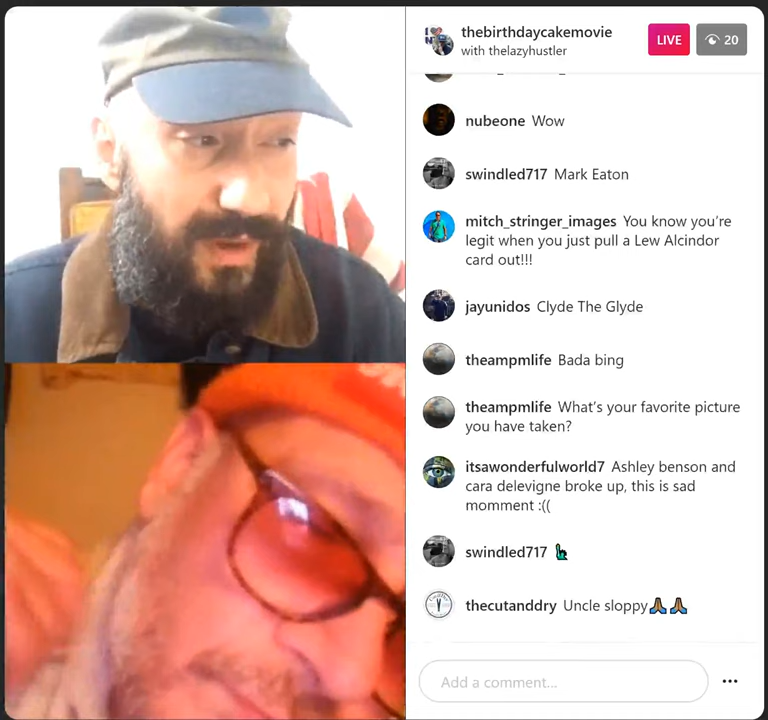 thebirthdaycakemovie
with thelazyhustler
LIVE
20
nubeone Wow
swindled717 Mark Eaton
mitch_stringer_images You know you're
legit when you just pull a Lew Alcindor
card out!!!
jayunidos Clyde The Glyde
theampmlife Bada bing
theampmlife What's your favorite picture
you have taken?
itsawonderfulworld7 Ashley benson and
cara delevigne broke up, this is sad
momment :((
swindled717
thecutanddry Uncle sloppy🙏🏽🙏🏽
Add a comment...